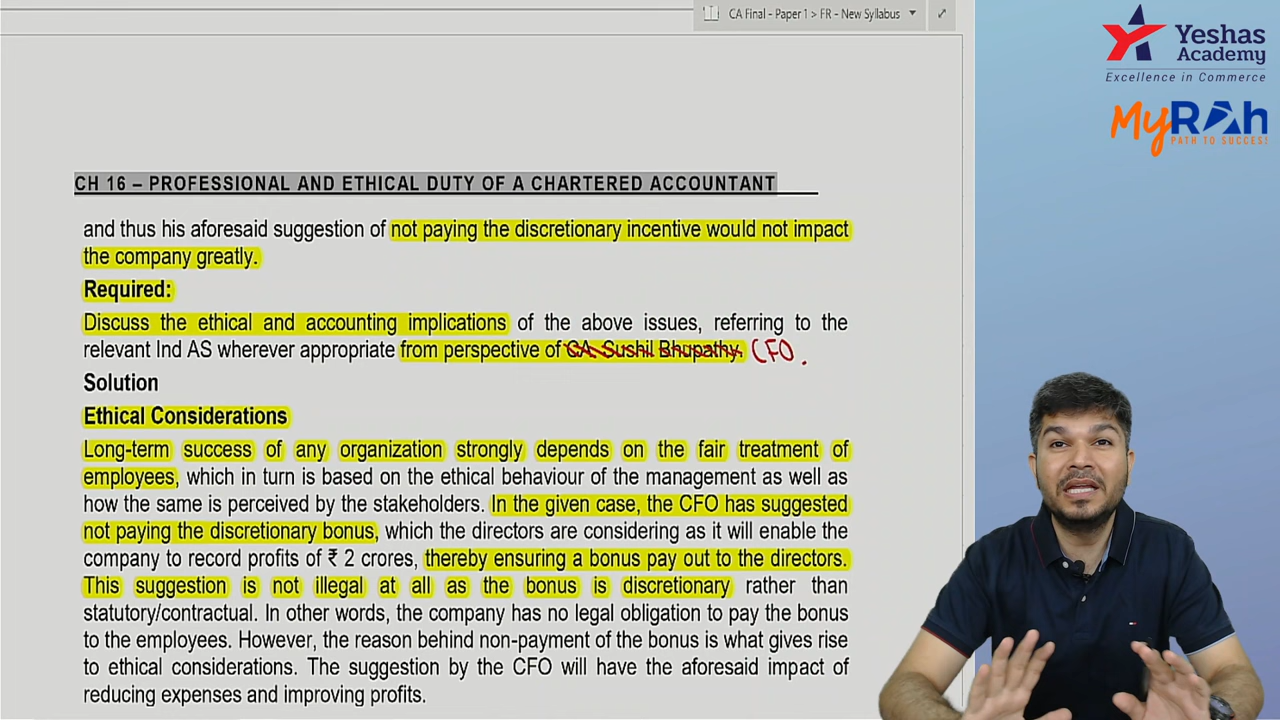 CA Final - Paper 1 > FR - New Syllabus
Yeshas
Academy
Excellence in Commerce
MyRAh
PATH TO SUCCESS!
CH 16 – PROFESSIONAL AND ETHICAL DUTY OF A CHARTERED ACCOUNTANT
and thus his aforesaid suggestion of not paying the discretionary incentive would not impact
the company greatly.
Required:
Discuss the ethical and accounting implications of the above issues, referring to the
relevant Ind AS wherever appropriate from perspective of CA. Sushil Bhupathy. CFO.
Solution
Ethical Considerations
Long-term success of any organization strongly depends on the fair treatment of
employees, which in turn is based on the ethical behaviour of the management as well as
how the same is perceived by the stakeholders. In the given case, the CFO has suggested
not paying the discretionary bonus, which the directors are considering as it will enable the
company to record profits of ₹ 2 crores, thereby ensuring a bonus pay out to the directors.
This suggestion is not illegal at all as the bonus is discretionary rather than
statutory/contractual. In other words, the company has no legal obligation to pay the bonus
to the employees. However, the reason behind non-payment of the bonus is what gives rise
to ethical considerations. The suggestion by the CFO will have the aforesaid impact of
reducing expenses and improving profits.